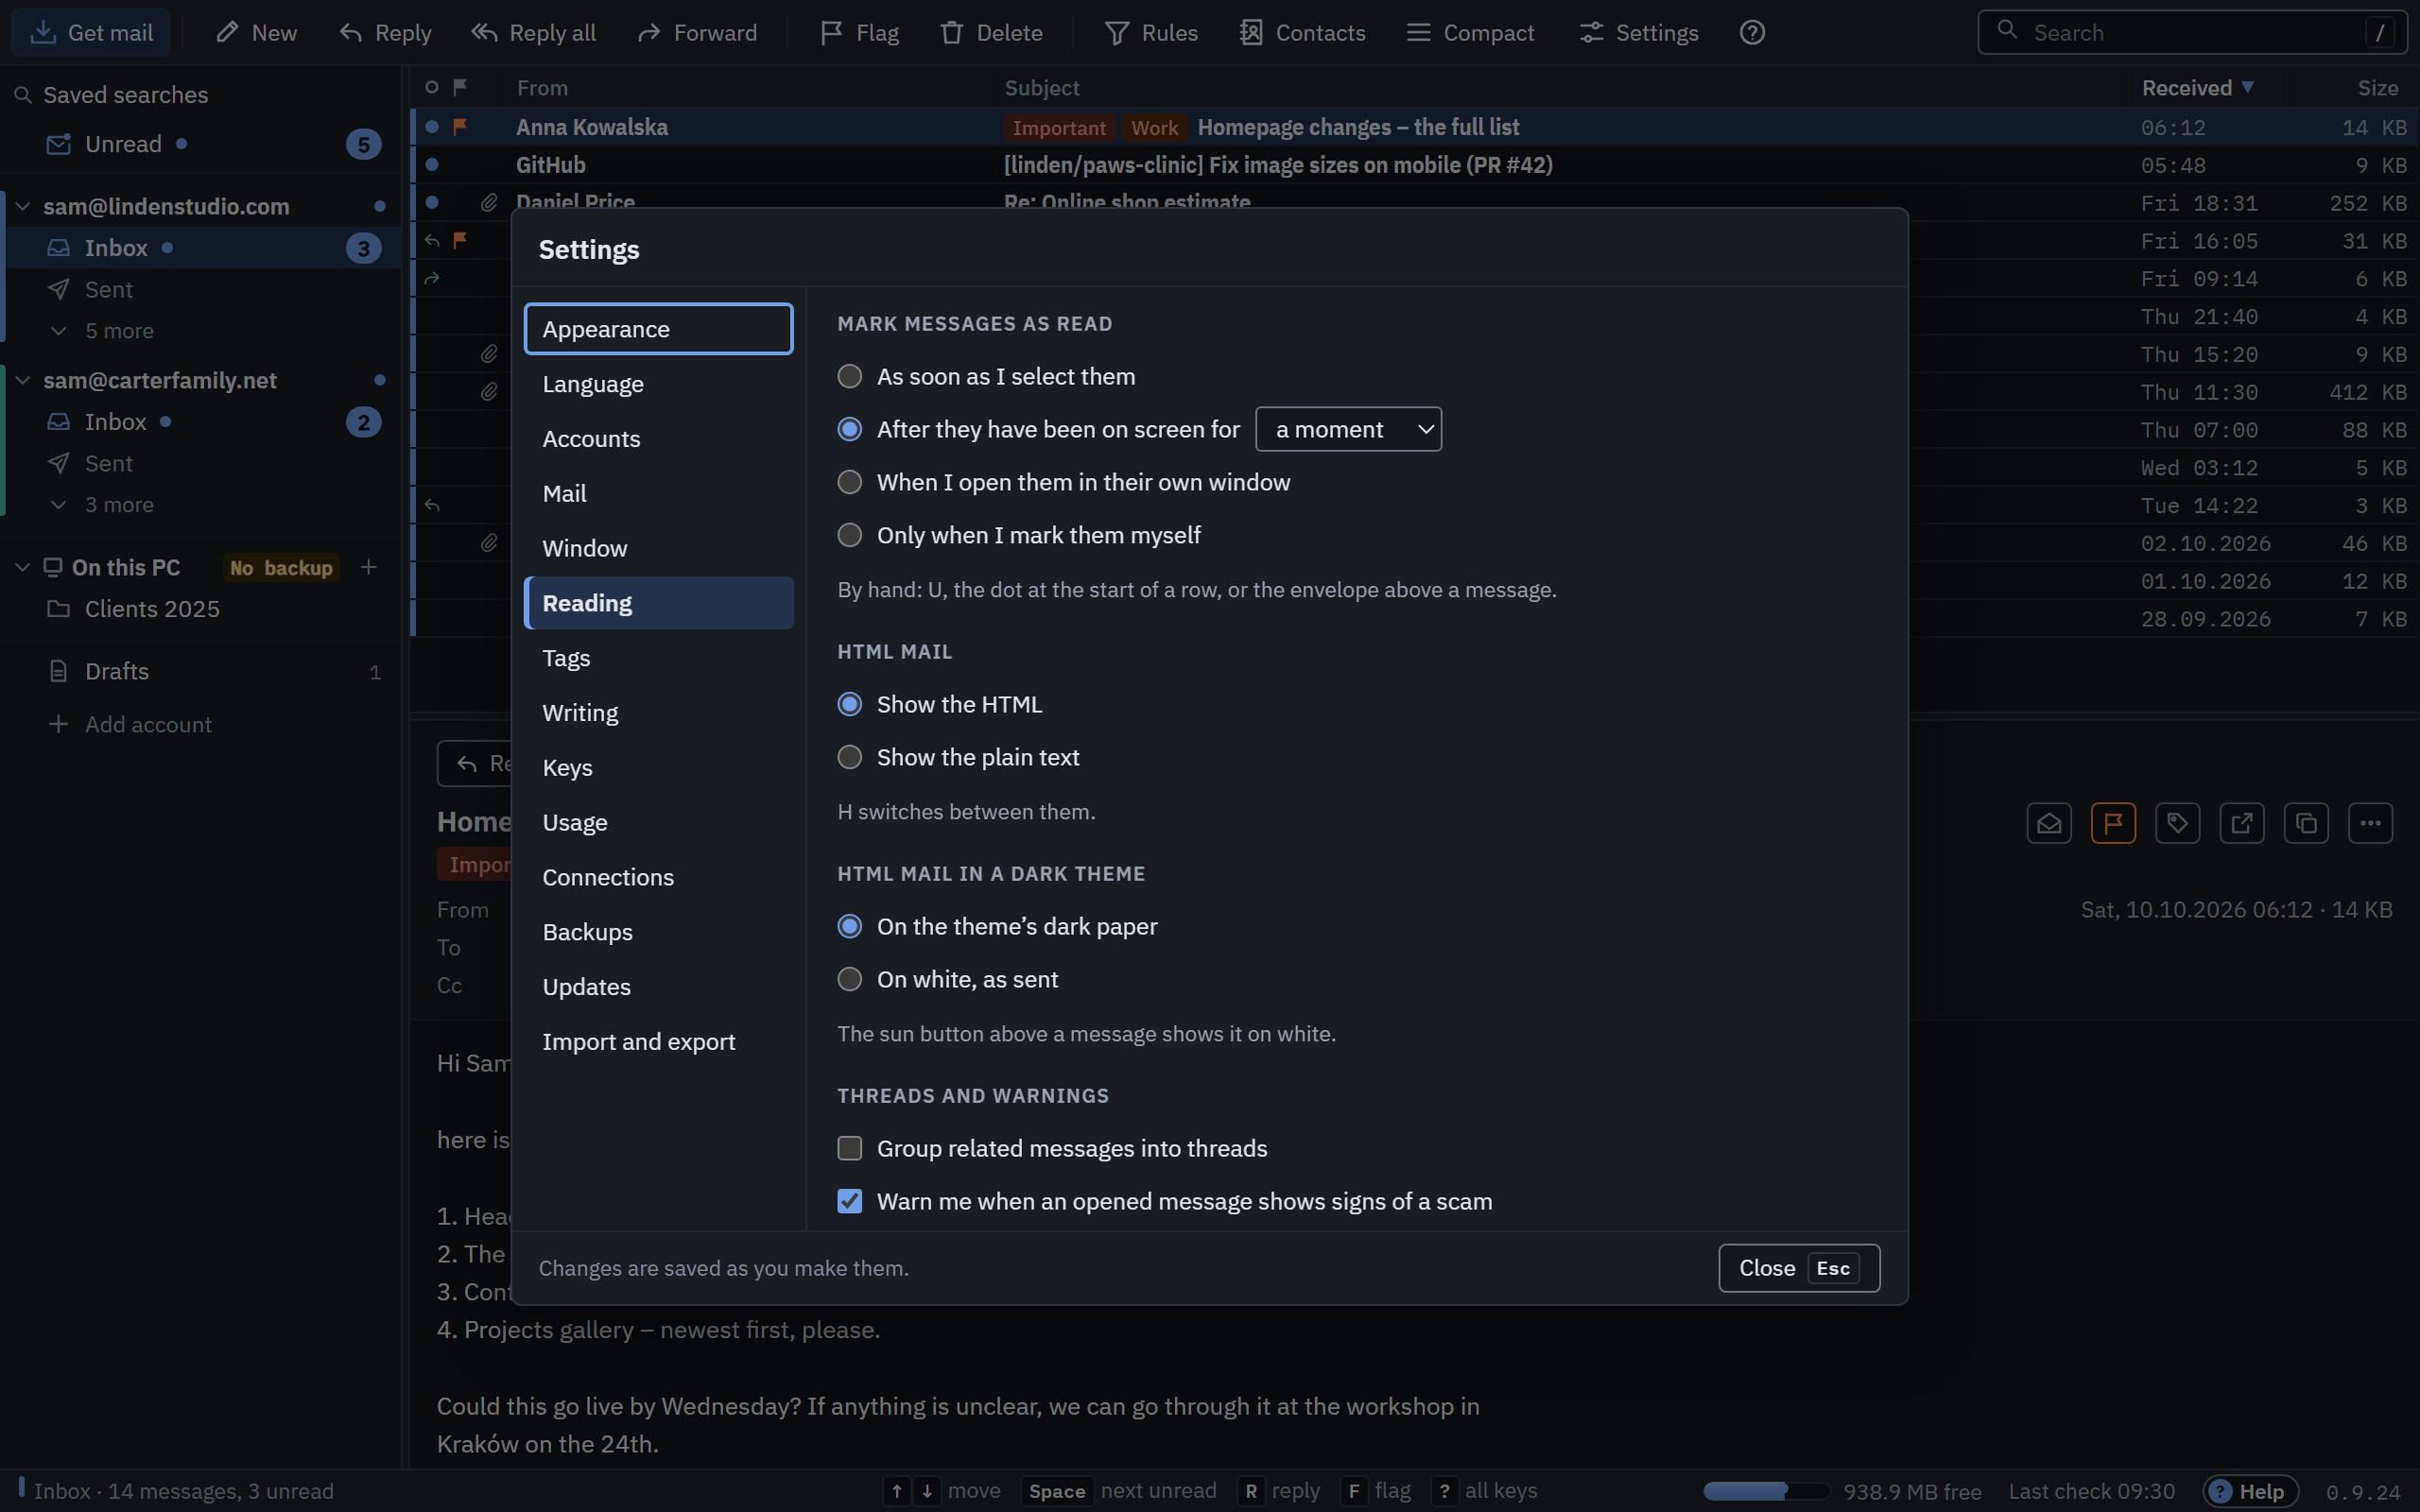 Get mail New Reply Reply all Forward Flag Delete Rules Contacts Compact Settings Search /
Saved searches
Unread 5
sam@lindenstudio.com
Inbox 3
Sent
5 more
sam@carterfamily.net
Inbox 2
Sent
3 more
On this PC No backup
Clients 2025
Drafts 1
Add account
From Subject Received Size
Anna Kowalska Important Work Homepage changes – the full list 06:12 14 KB
GitHub [linden/paws-clinic] Fix image sizes on mobile (PR #42) 05:48 9 KB
Daniel Price Re: Online shop estimate Fri 18:31 252 KB
Fri 16:05 31 KB
Fri 09:14 6 KB
Thu 21:40 4 KB
Thu 15:20 9 KB
Thu 11:30 412 KB
Thu 07:00 88 KB
Wed 03:12 5 KB
Tue 14:22 3 KB
02.10.2026 46 KB
01.10.2026 12 KB
28.09.2026 7 KB
Settings
Appearance
Language
Accounts
Mail
Window
Reading
Tags
Writing
Keys
Usage
Connections
Backups
Updates
Import and export
MARK MESSAGES AS READ
As soon as I select them
After they have been on screen for a moment
When I open them in their own window
Only when I mark them myself
By hand: U, the dot at the start of a row, or the envelope above a message.
HTML MAIL
Show the HTML
Show the plain text
H switches between them.
HTML MAIL IN A DARK THEME
On the theme’s dark paper
On white, as sent
The sun button above a message shows it on white.
THREADS AND WARNINGS
Group related messages into threads
Warn me when an opened message shows signs of a scam
Changes are saved as you make them.
Close Esc
From
To
Cc
Sat, 10.10.2026 06:12 · 14 KB
Hi Sam
here is
1.
2. The
3.
4. Projects gallery – newest first, please.
Could this go live by Wednesday? If anything is unclear, we can go through it at the workshop in
Kraków on the 24th.
Inbox · 14 messages, 3 unread
↑ ↓ move Space next unread R reply F flag ? all keys
938.9 MB free Last check 09:30 ? Help 0.9.24